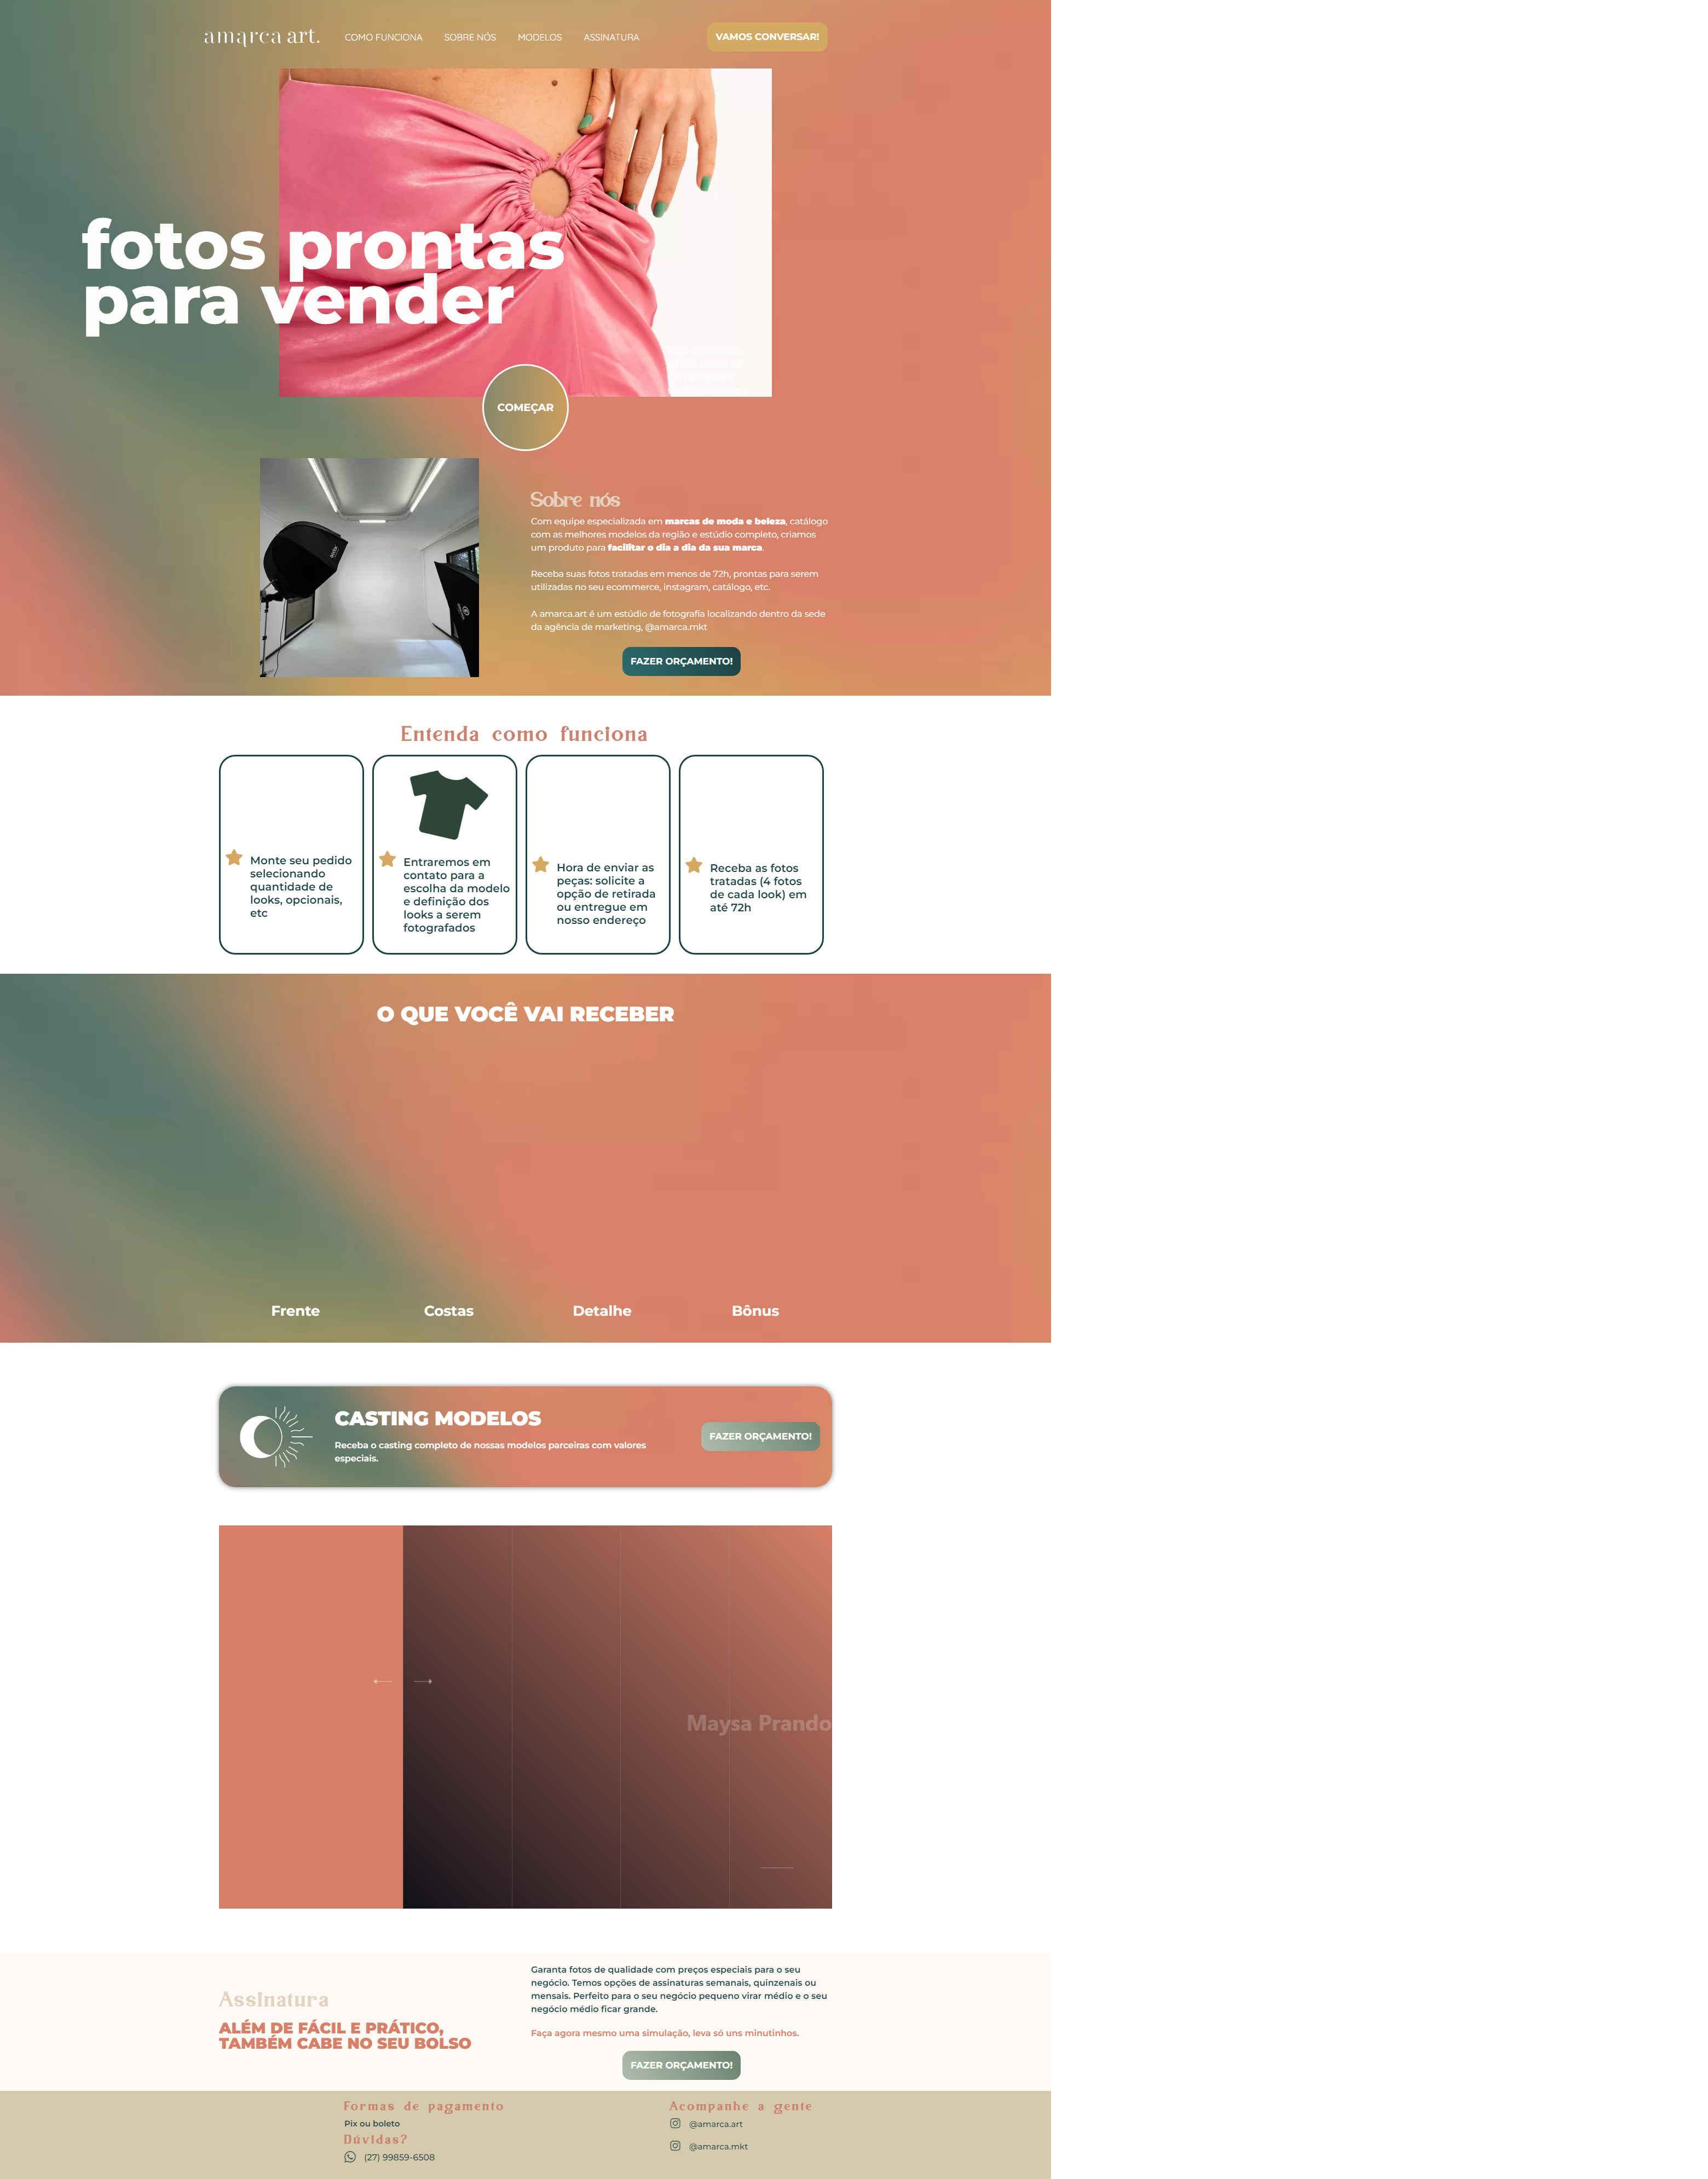 amarca art.
COMO FUNCIONA
SOBRE NÓS
MODELOS
ASSINATURA
VAMOS CONVERSAR!
fotos prontas
para vender
COMEÇAR
Sobre nós
Com equipe especializada em marcas de moda e beleza, catálogo
com as melhores modelos da região e estúdio completo, criamos
um produto para facilitar o dia a dia da sua marca.
Receba suas fotos tratadas em menos de 72h, prontas para serem
utilizadas no seu ecommerce, instagram, catálogo, etc.
A amarca.art é um estúdio de fotografia localizando dentro da sede
da agência de marketing, @amarca.mkt
FAZER ORÇAMENTO!
Entenda como funciona
Monte seu pedido
selecionando
quantidade de
looks, opcionais,
etc
Entraremos em
contato para a
escolha da modelo
e definição dos
looks a serem
fotografados
Hora de enviar as
peças: solicite a
opção de retirada
ou entregue em
nosso endereço
Receba as fotos
tratadas (4 fotos
de cada look) em
até 72h
O QUE VOCÊ VAI RECEBER
Frente
Costas
Detalhe
Bônus
CASTING MODELOS
Receba o casting completo de nossas modelos parceiras com valores
especiais.
FAZER ORÇAMENTO!
Maysa Prando
Assinatura
ALÉM DE FÁCIL E PRÁTICO,
TAMBÉM CABE NO SEU BOLSO
Garanta fotos de qualidade com preços especiais para o seu
negócio. Temos opções de assinaturas semanais, quinzenais ou
mensais. Perfeito para o seu negócio pequeno virar médio e o seu
negócio médio ficar grande.
Faça agora mesmo uma simulação, leva só uns minutinhos.
FAZER ORÇAMENTO!
Formas de pagamento
Pix ou boleto
Dúvidas?
(27) 99859-6508
Acompanhe a gente
@amarca.art
@amarca.mkt